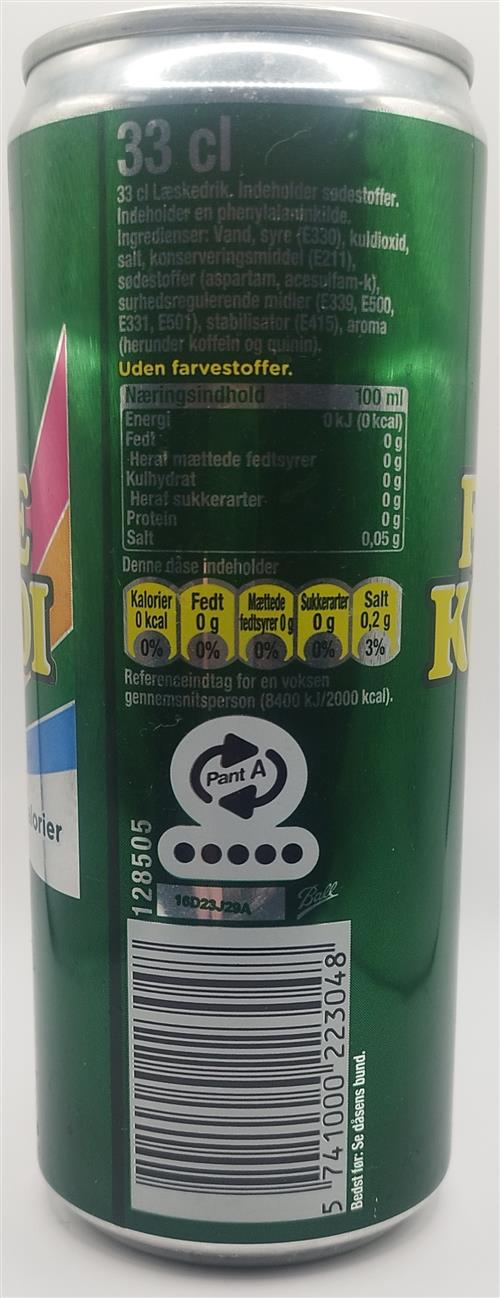 33 cl
33 cl Læskedrik. Indeholder sødestoffer.
Indeholder en phenylalaninkilde.
Ingredienser: Vand, syre (E330), kuldioxid,
salt, konserveringsmiddel (E211),
sødestoffer (aspartam, acesulfam-k),
surhedsregulerende midler (E339, E500,
E331, E501), stabilisator (E415), aroma
(herunder koffein og quinin).
Uden farvestoffer.
Næringsindhold 100 ml
Energi 0 kJ (0 kcal)
Fedt 0 g
Heraf mættede fedtsyrer 0 g
Kulhydrat 0 g
Heraf sukkerarter 0 g
Protein 0 g
Salt 0,05 g
Denne dåse indeholder
Kalorier 0 kcal 0%
Fedt 0 g 0%
Mættede fedtsyrer 0 g 0%
Sukkerarter 0 g 0%
Salt 0,2 g 3%
Referenceindtag for en voksen
gennemsnitsperson (8400 kJ/2000 kcal).
Pant A
128505
16D23J29A
Ball
5 741000 223048
Bedst før: Se dåsens bund.
E
DI
lorier
K